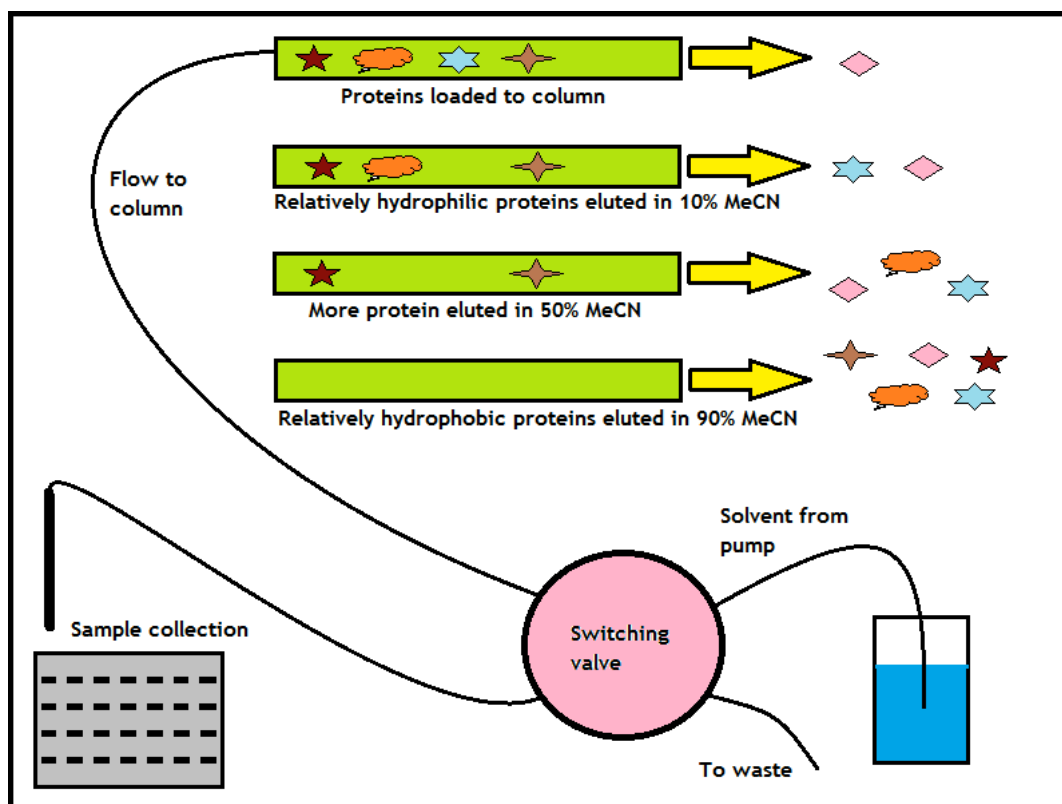 Proteins loaded to column
Flow to
column
Relatively hydrophilic proteins eluted in 10% MeCN
More protein eluted in 50% MeCN
Relatively hydrophobic proteins eluted in 90% MeCN
Solvent from
pump
Sample collection
Switching
valve
To waste